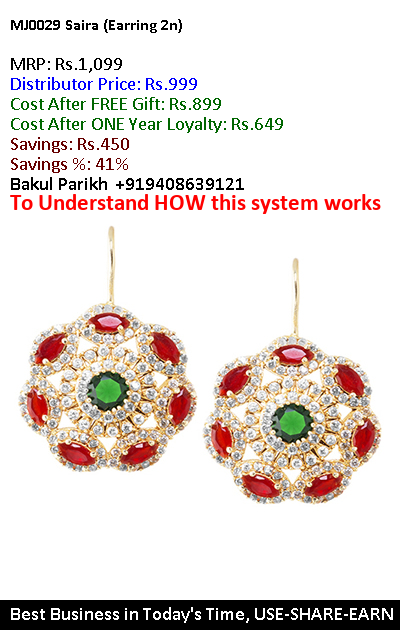 MJ0029 Saira (Earring 2n)
MRP: Rs.1,099
Distributor Price: Rs.999
Cost After FREE Gift: Rs.899
Cost After ONE Year Loyalty: Rs.649
Savings: Rs.450
Savings %: 41%
Bakul Parikh +919408639121
To Understand HOW this system works
Best Business in Today's Time, USE-SHARE-EARN